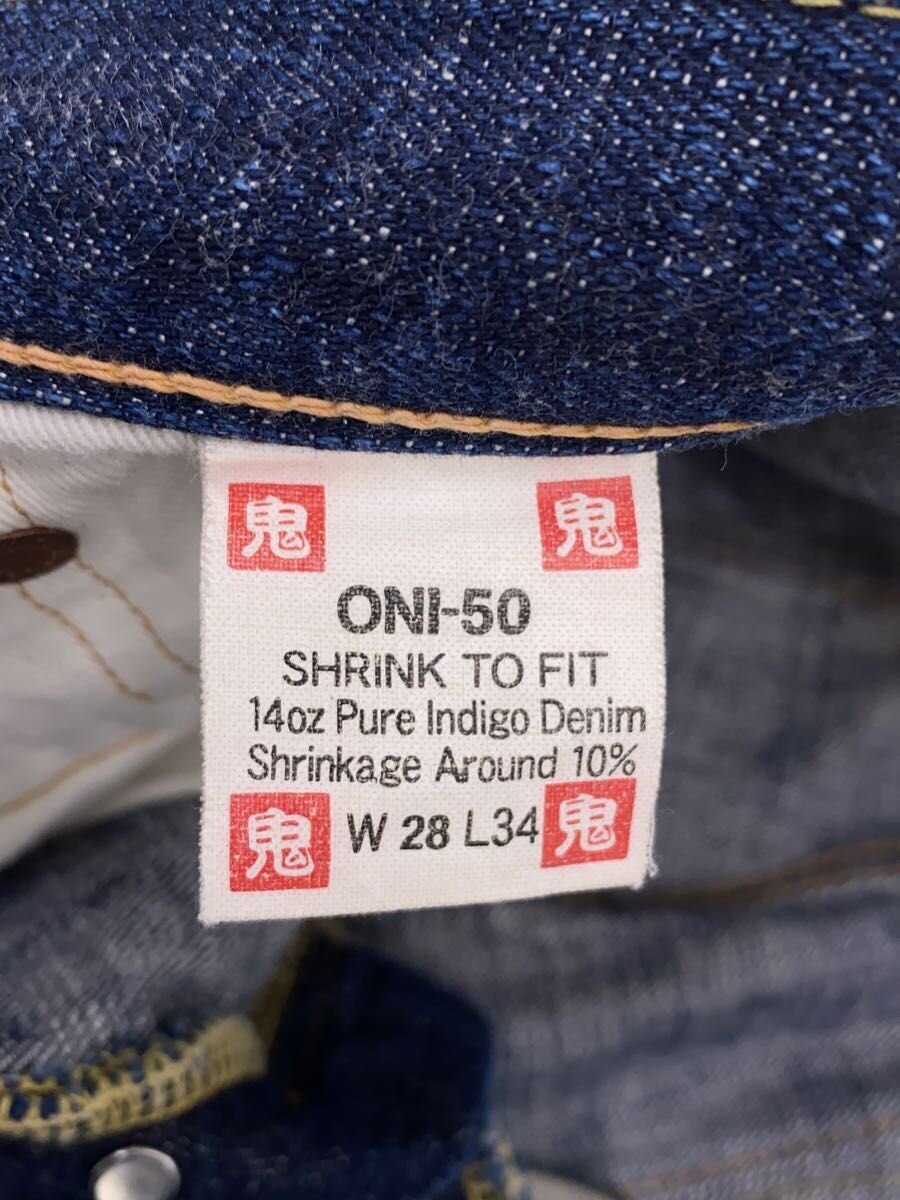 鬼 鬼
ONI-50
SHRINK TO FIT
14oz Pure Indigo Denim
Shrinkage Around 10%
鬼 W 28 L34 鬼